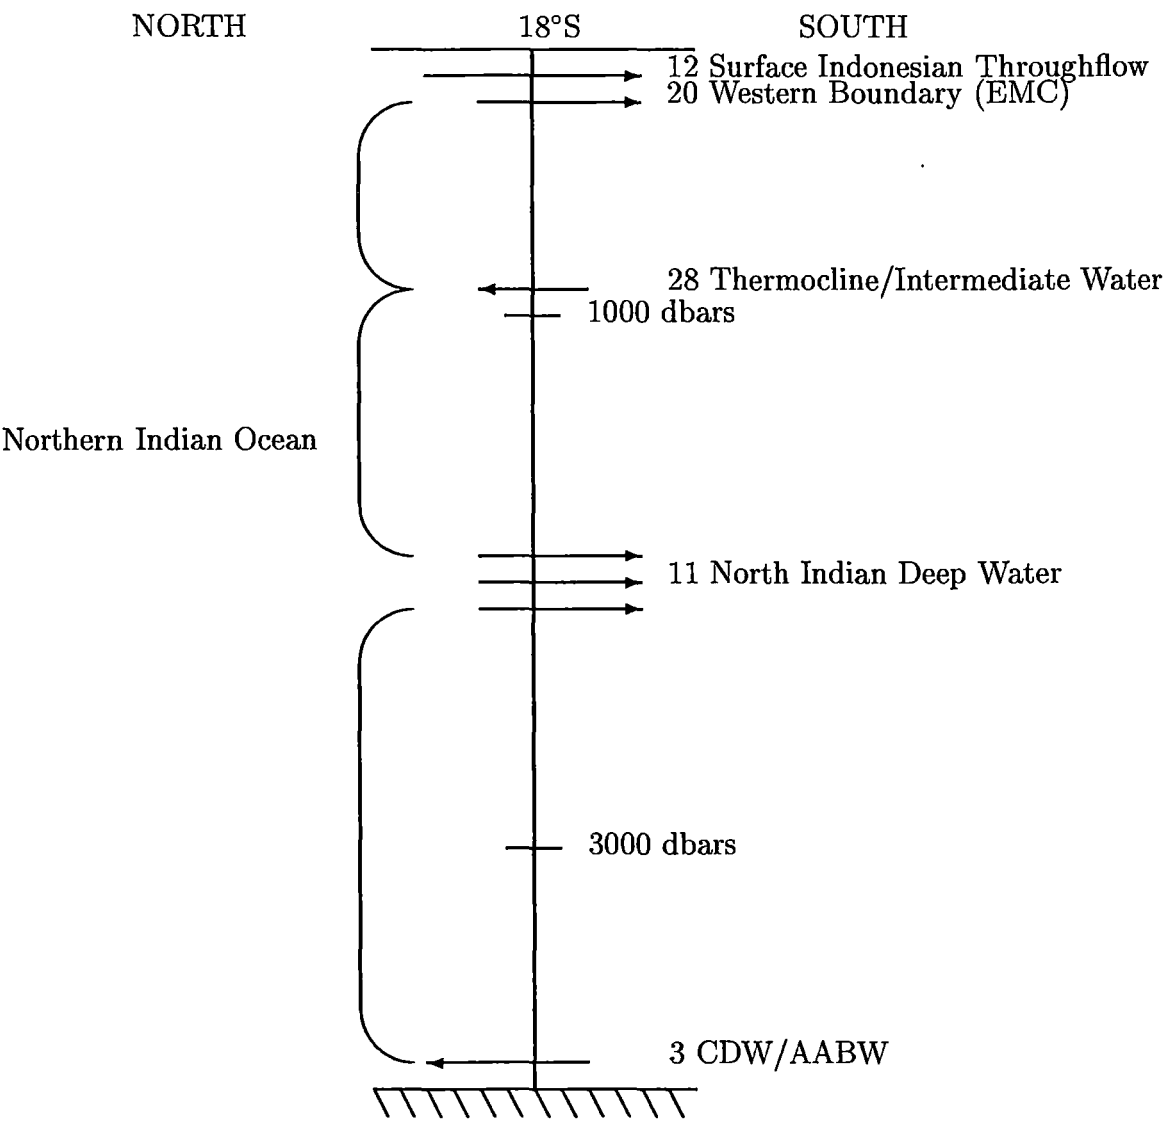 NORTH 18°S SOUTH
12 Surface Indonesian Throughflow
20 Western Boundary (EMC)
28 Thermocline/Intermediate Water
1000 dbars
Northern Indian Ocean
11 North Indian Deep Water
3000 dbars
3 CDW/AABW